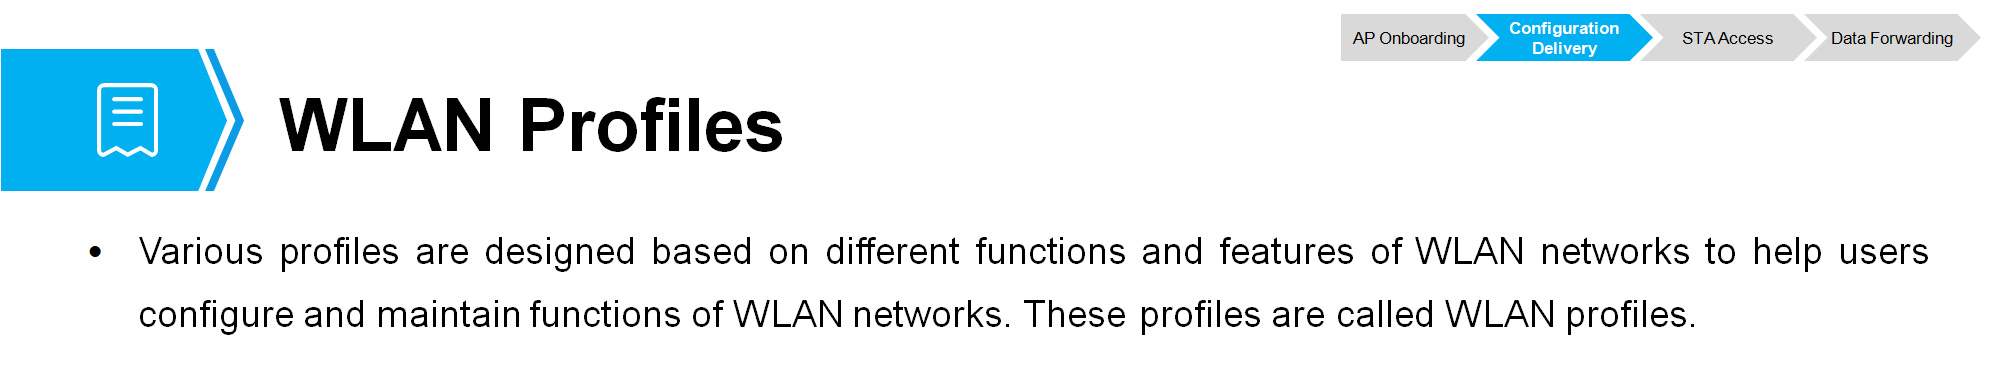 AP Onboarding
Configuration
Delivery
STA Access
Data Forwarding
WLAN Profiles
• Various profiles are designed based on different functions and features of WLAN networks to help users
configure and maintain functions of WLAN networks. These profiles are called WLAN profiles.